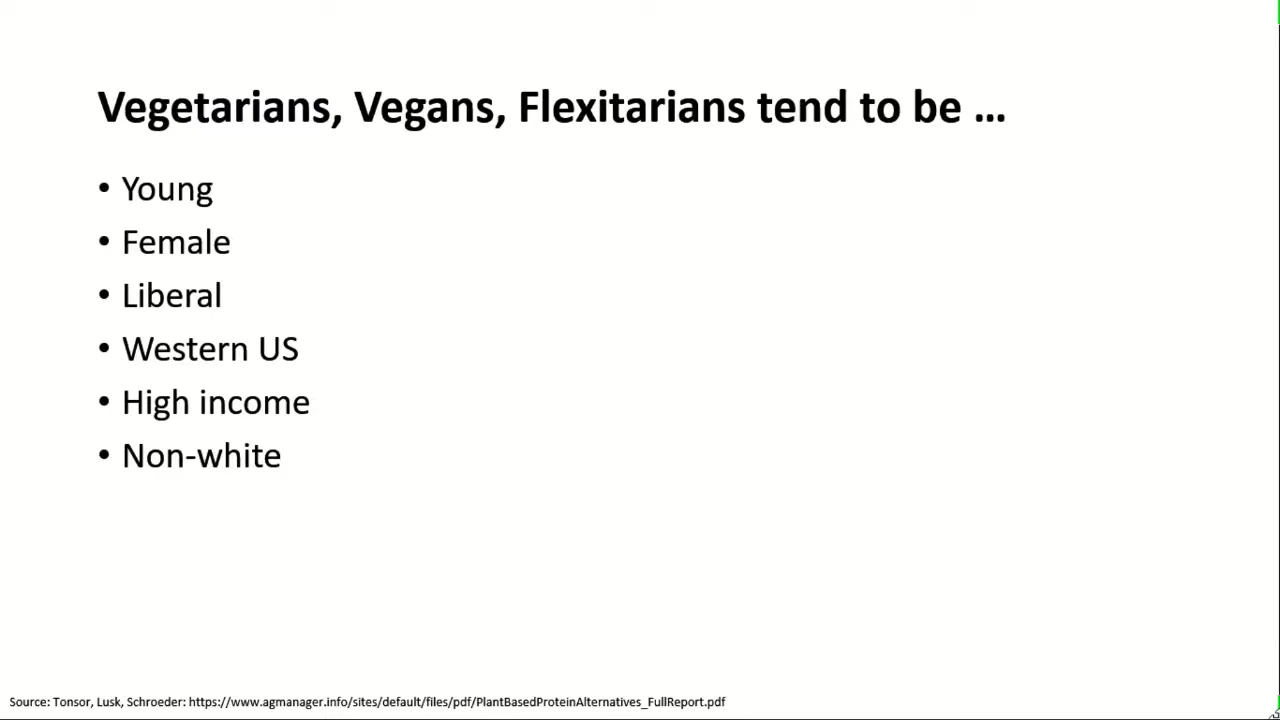 Vegetarians, Vegans, Flexitarians tend to be ...
• Young
• Female
• Liberal
• Western US
• High income
• Non-white
Source: Tonsor, Lusk, Schroeder: https://www.agmanager.info/sites/default/files/pdf/PlantBasedProteinAlternatives_FullReport.pdf